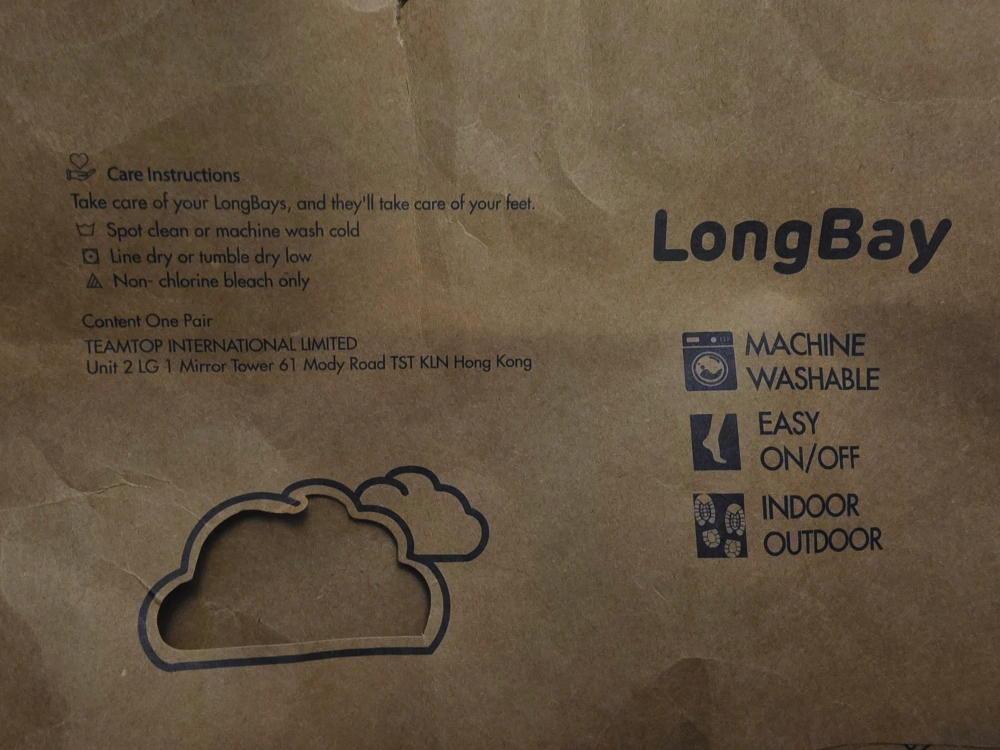 Care Instructions
Take care of your LongBays, and they'll take care of your feet.
Spot clean or machine wash cold
Line dry or tumble dry low
Non- chlorine bleach only
Content One Pair
TEAMTOP INTERNATIONAL LIMITED
Unit 2 LG 1 Mirror Tower 61 Mody Road TST KLN Hong Kong
LongBay
MACHINE
WASHABLE
EASY
ON/OFF
INDOOR
OUTDOOR